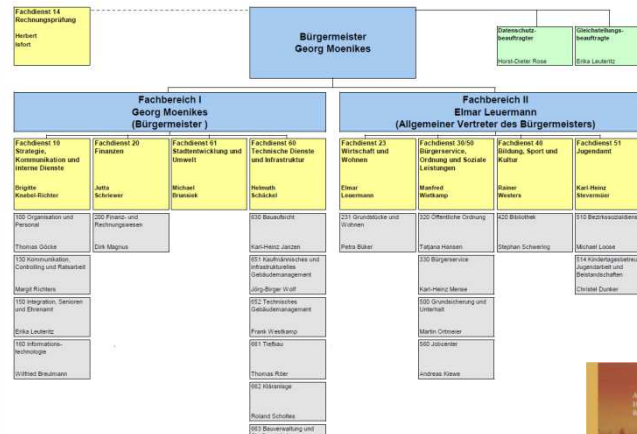 Fachdienst 14
Rechnungsprüfung
Herbert
Isfort
Bürgermeister
Georg Moenikes
Datenschutz-
beauftragter
Horst-Dieter Rose
Gleichstellungs-
beauftragte
Erika Leuteritz
Fachbereich I
Georg Moenikes
(Bürgermeister )
Fachbereich II
Elmar Leuermann
(Allgemeiner Vertreter des Bürgermeisters)
Fachdienst 10
Strategie,
Kommunikation und
interne Dienste
Brigitte
Knebel-Richter
Fachdienst 20
Finanzen
Jutta
Schriewer
Fachdienst 61
Stadtentwicklung und
Umwelt
Michael
Brunsiek
Fachdienst 60
Technische Dienste
und Infrastruktur
Helmuth
Schäckel
Fachdienst 23
Wirtschaft und
Wohnen
Elmar
Leuermann
Fachdienst 30/50
Bürgerservice,
Ordnung und Soziale
Leistungen
Manfred
Wietkamp
Fachdienst 40
Bildung, Sport und
Kultur
Rainer
Westers
Fachdienst 51
Jugendamt
Karl-Heinz
Stevermüer
100 Organisation und
Personal
Thomas Göcke
130 Kommunikation,
Controlling und Ratsarbeit
Margit Richters
150 Integration, Senioren
und Ehrenamt
Erika Leuteritz
160 Informations-
technologie
Wilfried Breulmann
200 Finanz- und
Rechnungswesen
Dirk Magnus
630 Bauaufsicht
Karl-Heinz Janzen
651 Kaufmännisches und
infrastrukturelles
Gebäudemanagement
Jörg-Birger Wolf
652 Technisches
Gebäudemanagement
Frank Westkamp
661 Tiefbau
Thomas Rüter
662 Kläranlage
Roland Scholtes
663 Bauverwaltung und
231 Grundstücke und
Wohnen
Petra Büker
320 Öffentliche Ordnung
Tatjana Hansen
330 Bürgerservice
Karl-Heinz Mense
500 Grundsicherung und
Unterhalt
Martin Ortmeier
560 Jobcenter
Andreas Kiewe
420 Bibliothek
Stephan Schwering
510 Bezirkssozialdiens
Michael Loose
514 Kindertagesbetreu
Jugendarbeit und
Beistandschaften
Christel Dunker